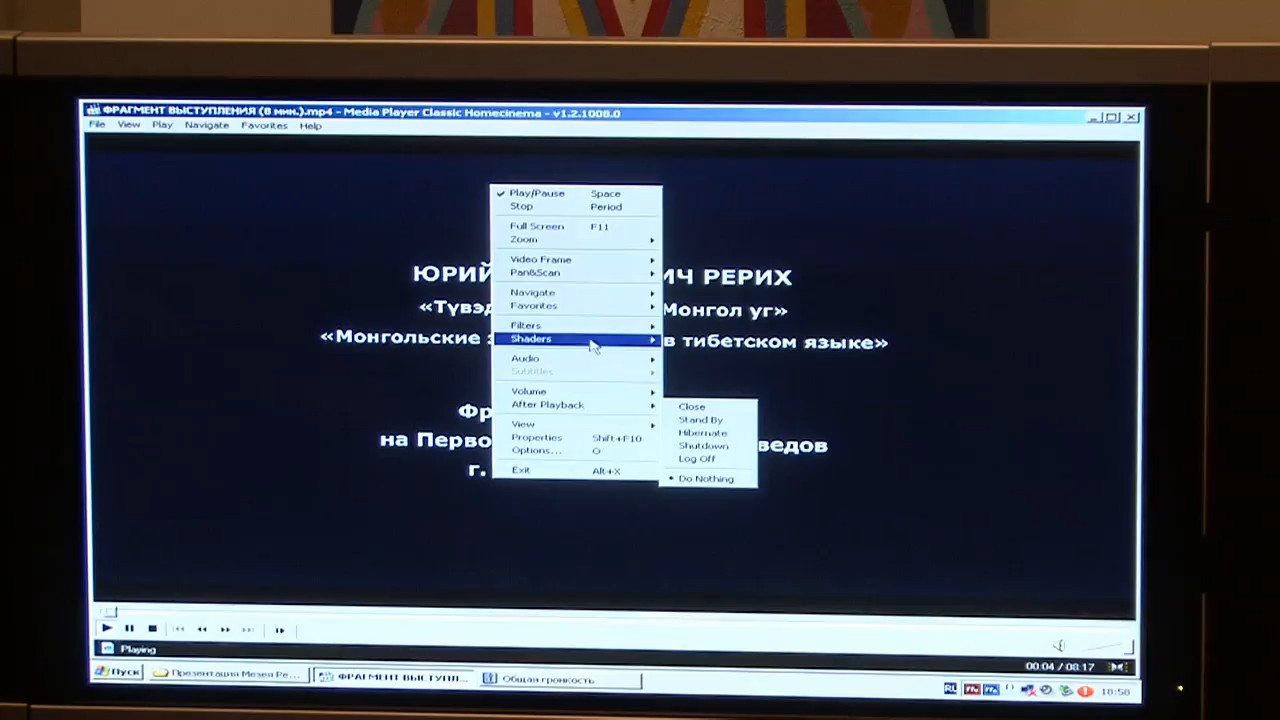 ФРАГМЕНТ ВЫСТУПЛЕНИЯ (8 мин.).mp4 - Media Player Classic Homecinema - v1.2.1008.0
File View Play Navigate Favorites Help
Play/Pause Space
Stop Period
Full Screen F11
Zoom
Video Frame
Pan&Scan
Navigate
Favorites
Filters
Shaders
Audio
Subtitles
Volume
After Playback
View
Properties Shift+F10
Options... O
Exit Alt+X
Close
Stand By
Hibernate
Shutdown
Log Off
Do Nothing
ЮРИЙ ИЧ РЕРИХ
«Түвэд Монгол уг»
«Монгольские в тибетском языке»
Фр
на Перво ведов
г.
Playing
00:04 / 08:17
Пуск
Презентация Мезея Ре...
ФРАГМЕНТ ВЫСТУПЛ...
Общая громкость
RL
18:58